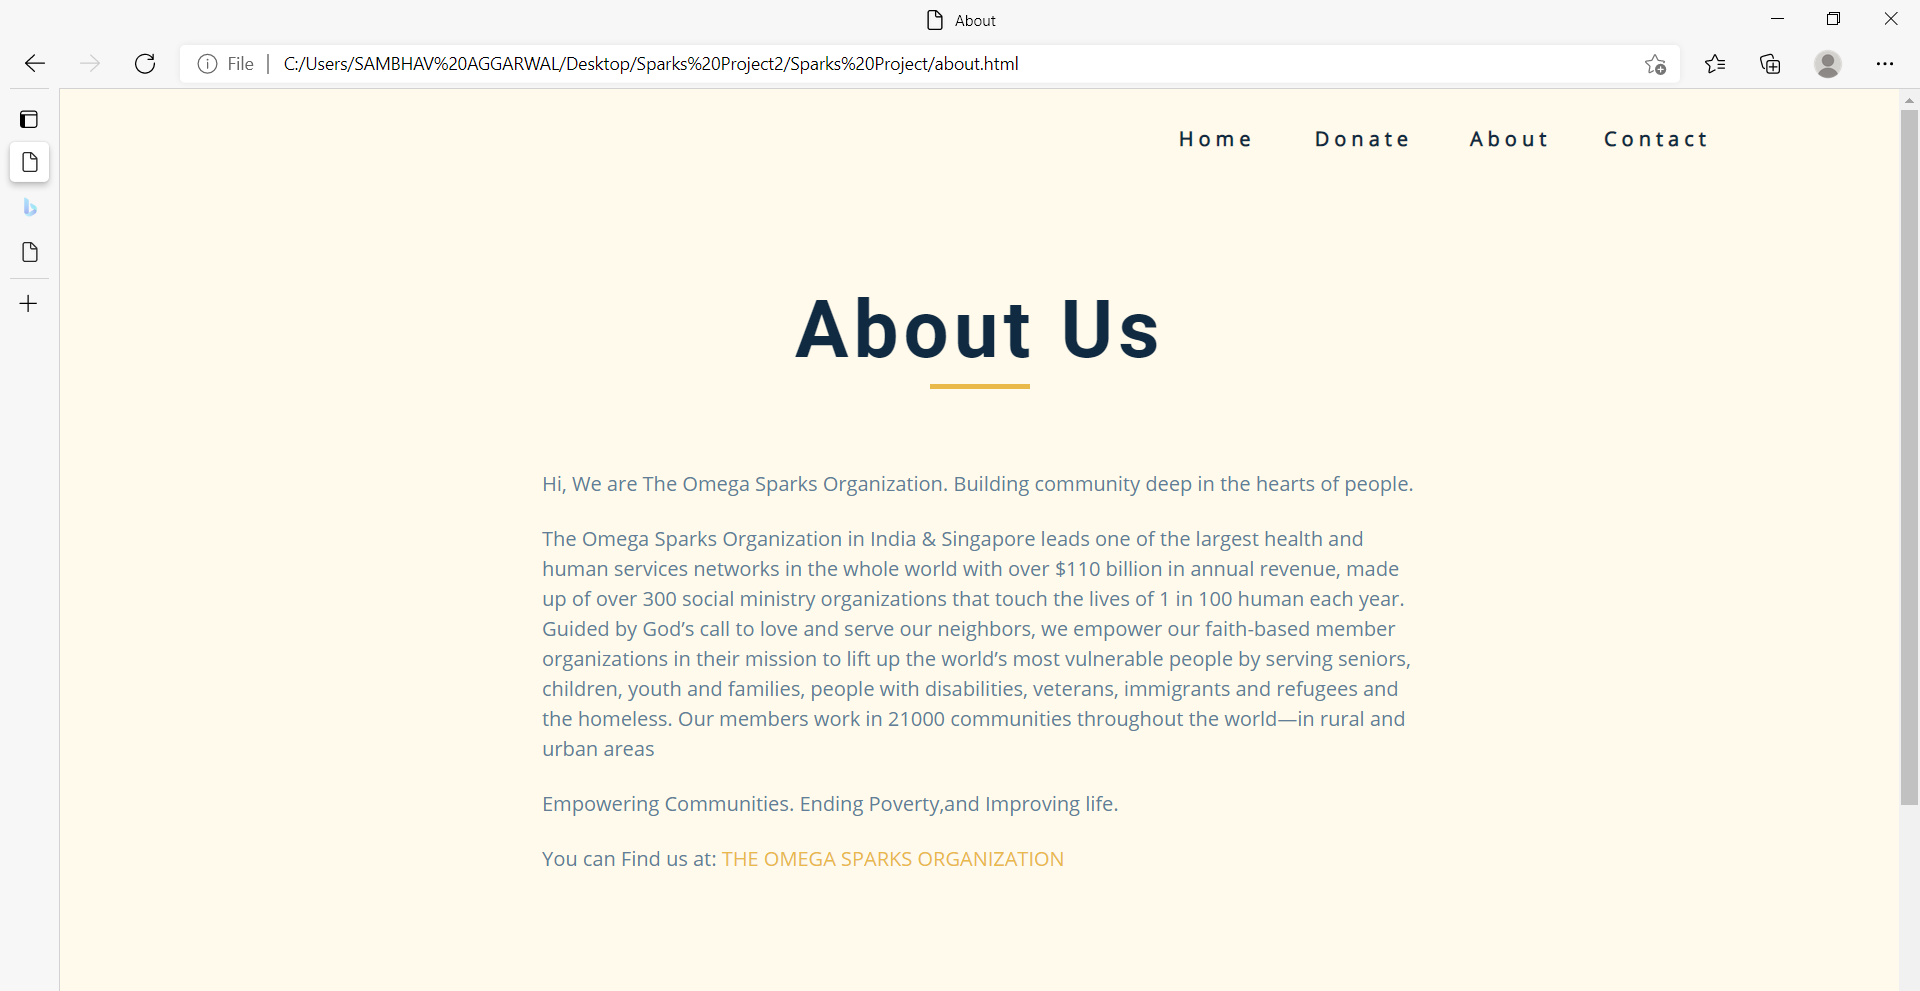 About
File
C:/Users/SAMBHAV%20AGGARWAL/Desktop/Sparks%20Project2/Sparks%20Project/about.html
Home Donate About Contact
About Us
Hi, We are The Omega Sparks Organization. Building community deep in the hearts of people.
The Omega Sparks Organization in India & Singapore leads one of the largest health and
human services networks in the whole world with over $110 billion in annual revenue, made
up of over 300 social ministry organizations that touch the lives of 1 in 100 human each year.
Guided by God’s call to love and serve our neighbors, we empower our faith-based member
organizations in their mission to lift up the world’s most vulnerable people by serving seniors,
children, youth and families, people with disabilities, veterans, immigrants and refugees and
the homeless. Our members work in 21000 communities throughout the world—in rural and
urban areas
Empowering Communities. Ending Poverty,and Improving life.
You can Find us at: THE OMEGA SPARKS ORGANIZATION